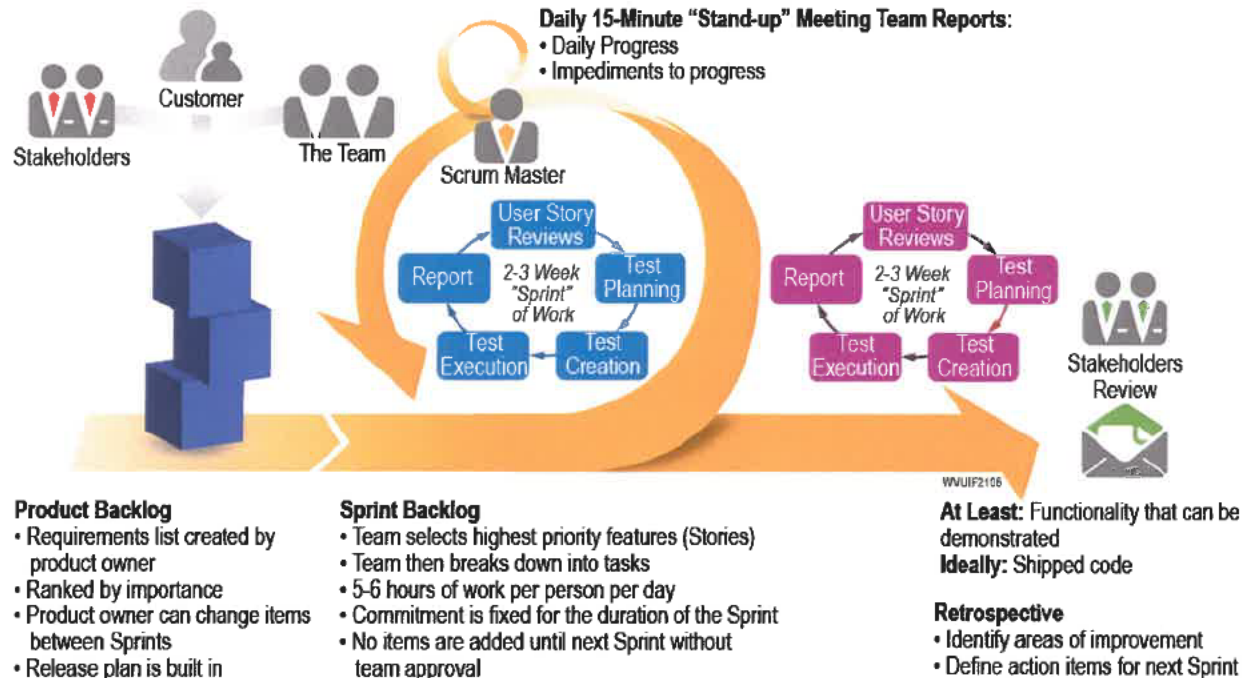 Daily 15-Minute “Stand-up” Meeting Team Reports:
• Daily Progress
• Impediments to progress
Customer
Stakeholders
The Team
Scrum Master
User Story
Reviews
Test
Planning
Test
Creation
Test
Execution
Report
2-3 Week
"Sprint"
of Work
User Story
Reviews
Test
Planning
Test
Creation
Test
Execution
Report
2-3 Week
"Sprint"
of Work
Stakeholders
Review
WVUIF2106
Product Backlog
• Requirements list created by
product owner
• Ranked by importance
• Product owner can change items
between Sprints
• Release plan is built in
Sprint Backlog
• Team selects highest priority features (Stories)
• Team then breaks down into tasks
• 5-6 hours of work per person per day
• Commitment is fixed for the duration of the Sprint
• No items are added until next Sprint without
team approval
At Least: Functionality that can be
demonstrated
Ideally: Shipped code
Retrospective
• Identify areas of improvement
• Define action items for next Sprint